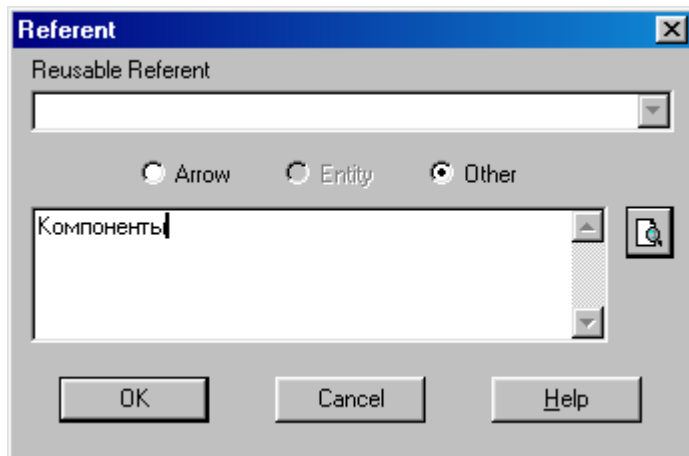 Referent
Reusable Referent
Arrow Entity Other
Компоненты
OK Cancel Help